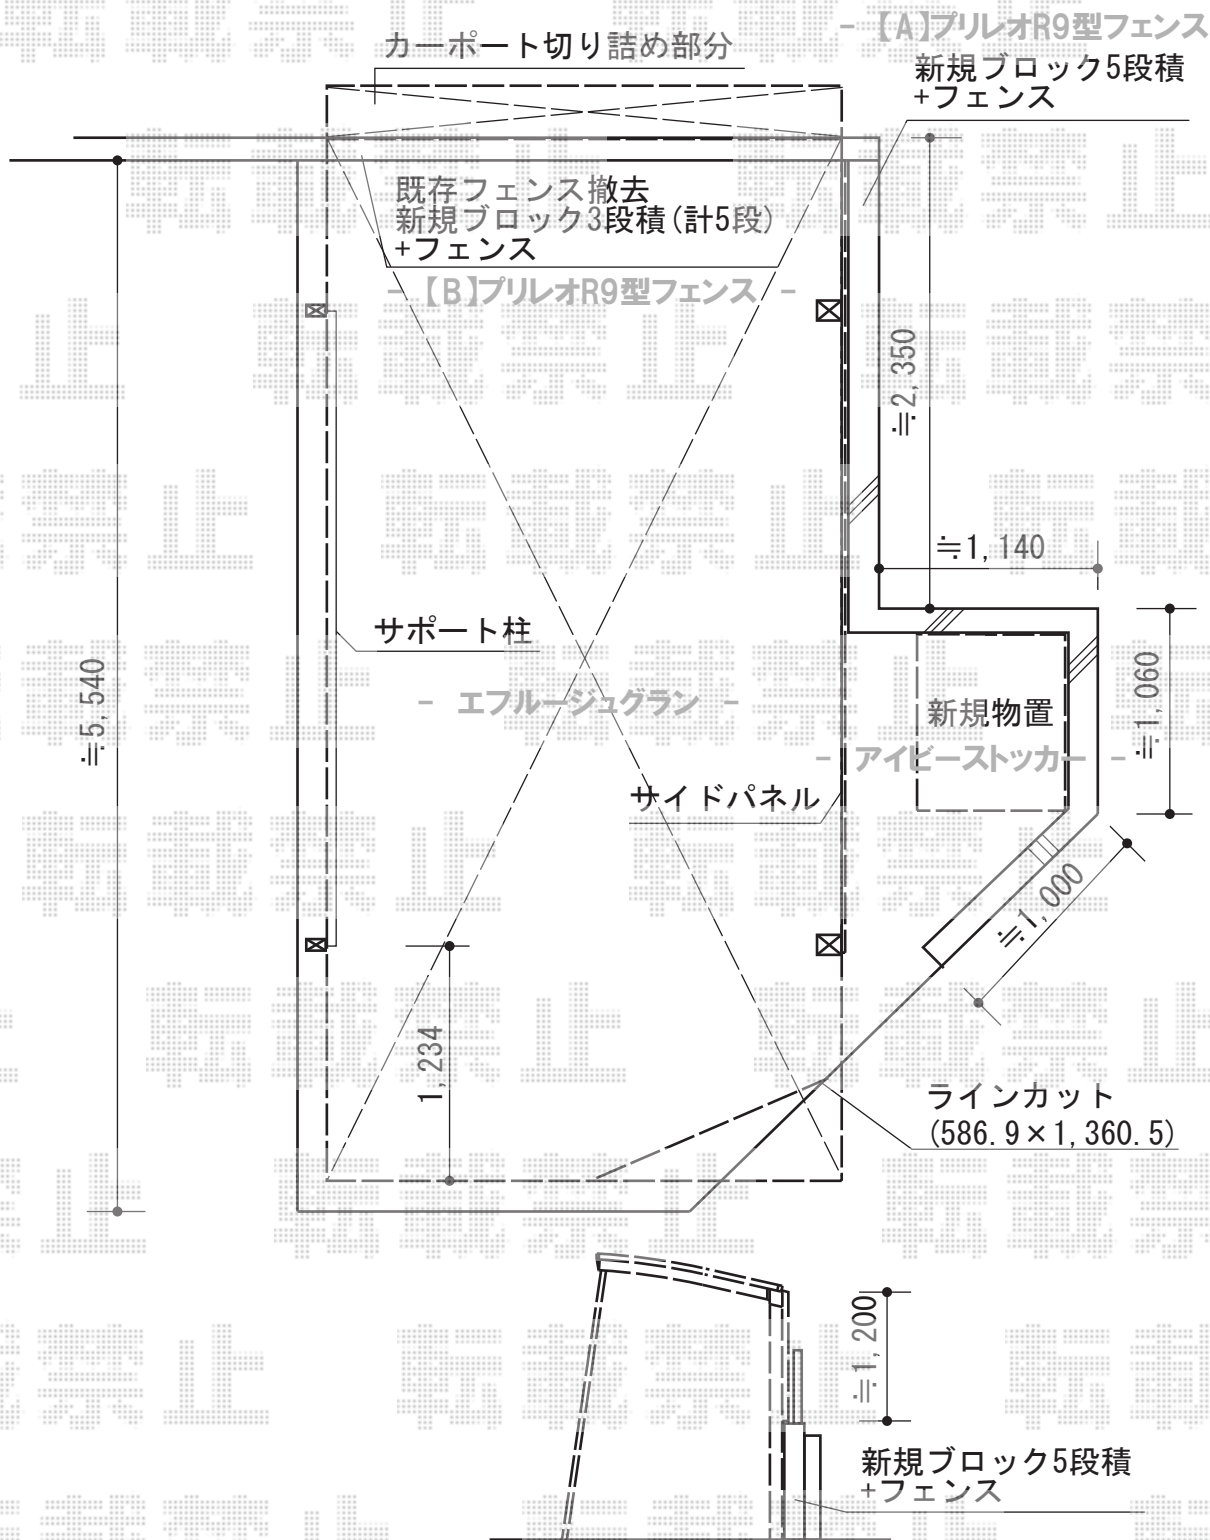 - 【A】プリレオR9型フェンス
カーポート切り詰め部分
新規ブロック5段積
+フェンス
既存フェンス撤去
新規ブロック3段積(計5段)
+フェンス
- 【B】プリレオR9型フェンス -
≒2,350
≒1,140
サポート柱
≒5,540
- エフルージュグラン -
新規物置
≒1,060
- アイビーストッカー -
サイドパネル
≒1,000
1,234
ラインカット
(586.9×1,360.5)
≒1,200
新規ブロック5段積
+フェンス
転載禁止